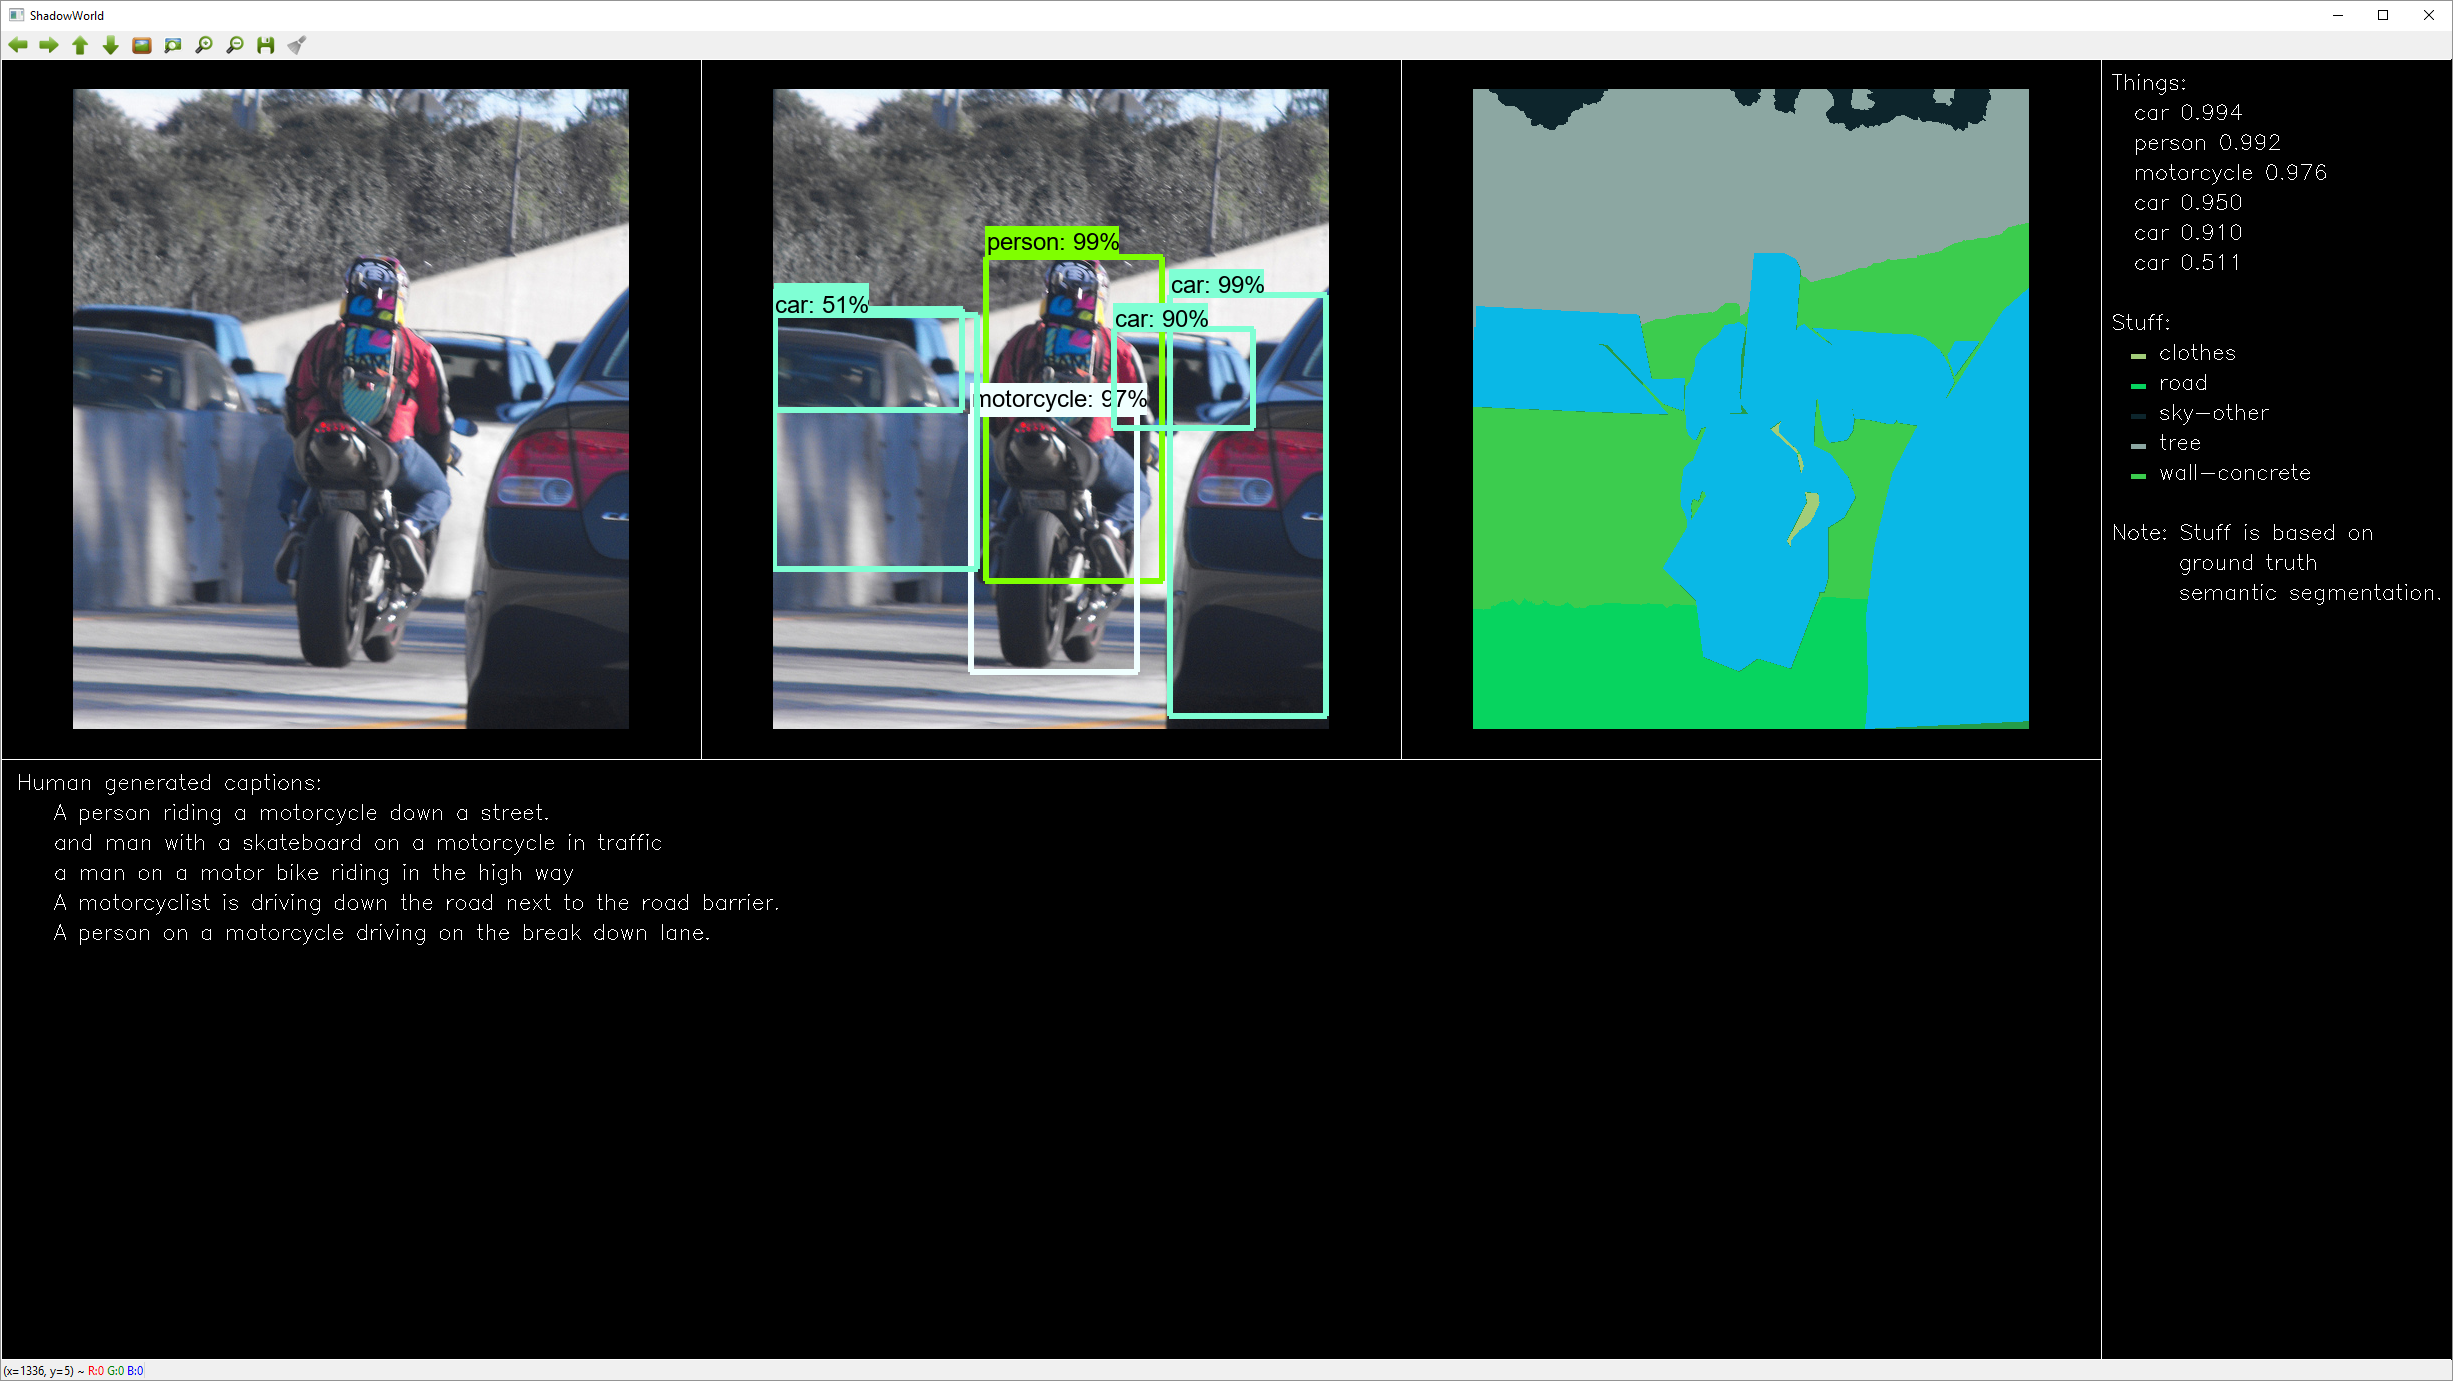 ShadowWorld
person: 99%
car: 99%
car: 51%
car: 90%
motorcycle: 97%
Things:
car 0.994
person 0.992
motorcycle 0.976
car 0.950
car 0.910
car 0.511
Stuff:
clothes
road
sky-other
tree
wall-concrete
Note: Stuff is based on
ground truth
semantic segmentation.
Human generated captions:
A person riding a motorcycle down a street.
and man with a skateboard on a motorcycle in traffic
a man on a motor bike riding in the high way
A motorcyclist is driving down the road next to the road barrier.
A person on a motorcycle driving on the break down lane.
(x=1336, y=5) ~ R:0 G:0 B:0